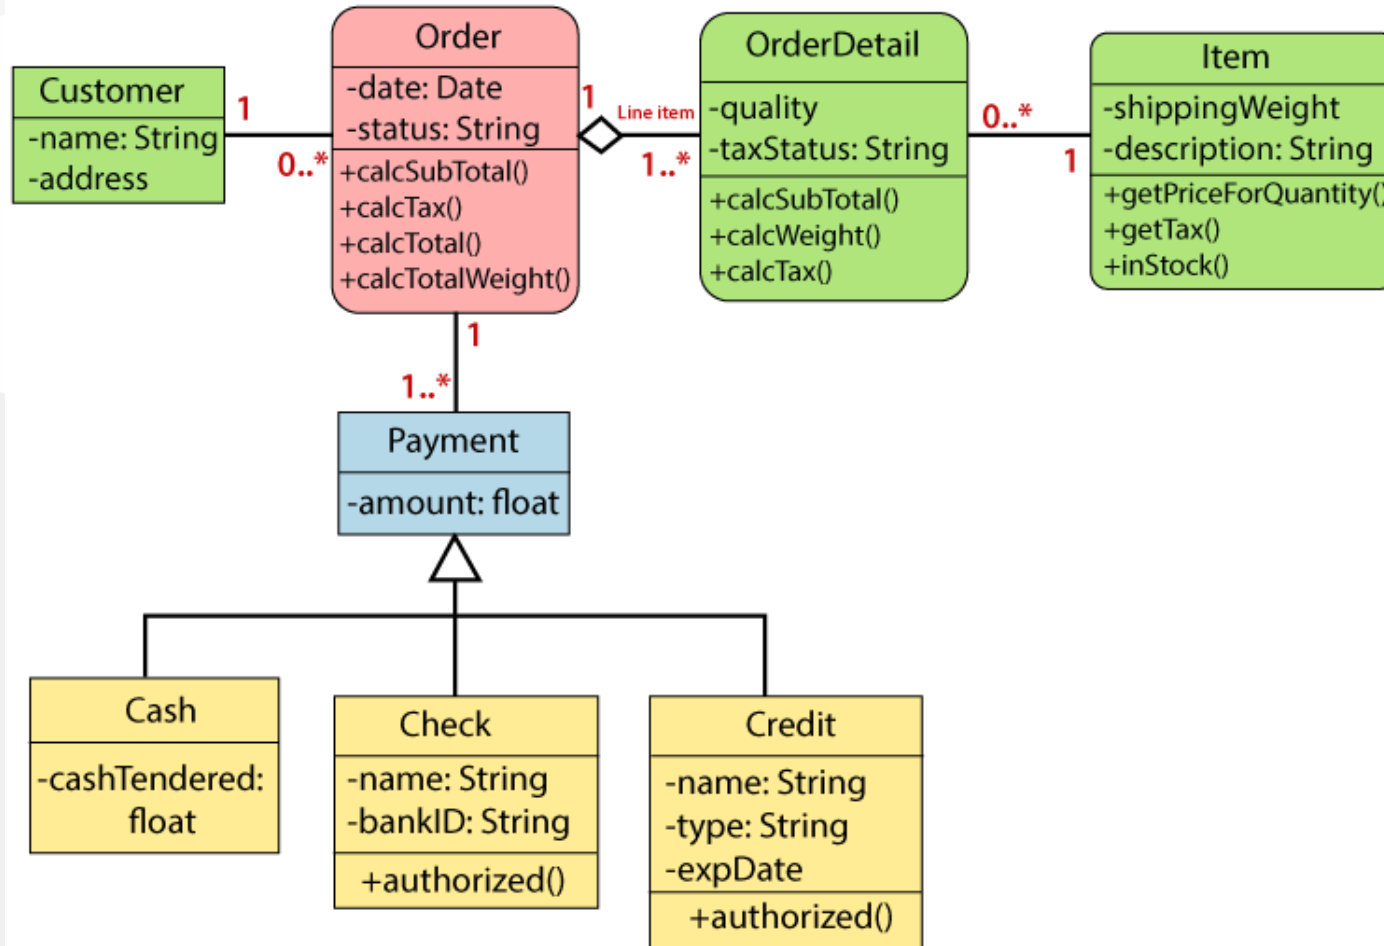 Customer
-name: String
-address
1
0..*
Order
-date: Date
-status: String
+calcSubTotal()
+calcTax()
+calcTotal()
+calcTotalWeight()
1
Line item
1..*
OrderDetail
-quality
-taxStatus: String
+calcSubTotal()
+calcWeight()
+calcTax()
0..*
1
Item
-shippingWeight
-description: String
+getPriceForQuantity()
+getTax()
+inStock()
1
1..*
Payment
-amount: float
Cash
-cashTendered:
float
Check
-name: String
-bankID: String
+authorized()
Credit
-name: String
-type: String
-expDate
+authorized()